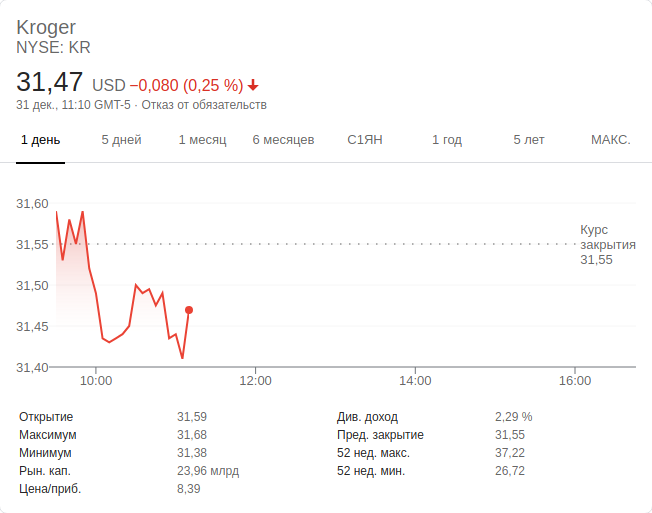 Kroger
NYSE: KR
31,47 USD −0,080 (0,25 %)
31 дек., 11:10 GMT-5 · Отказ от обязательств
1 день 5 дней 1 месяц 6 месяцев С1ЯН 1 год 5 лет МАКС.
31,60
31,55
31,50
31,45
31,40
Курс
закрытия
31,55
10:00 12:00 14:00 16:00
Открытие 31,59 Див. доход 2,29 %
Максимум 31,68 Пред. закрытие 31,55
Минимум 31,38 52 нед. макс. 37,22
Рын. кап. 23,96 млрд 52 нед. мин. 26,72
Цена/приб. 8,39